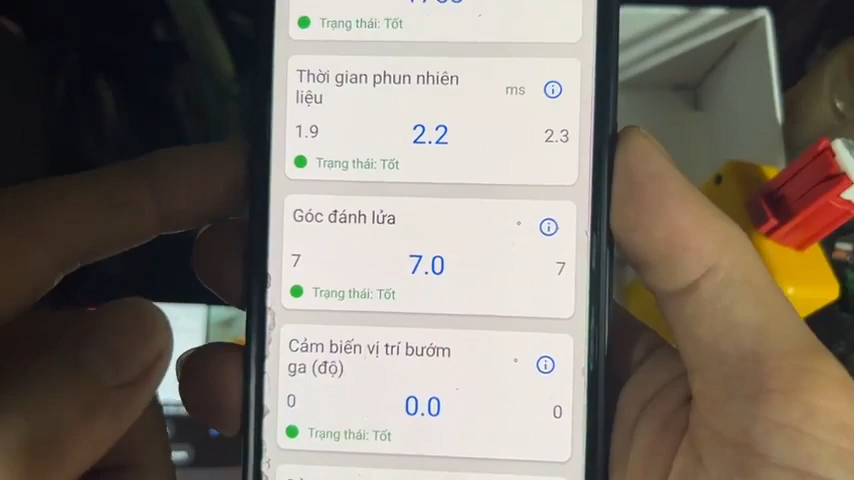 Trạng thái: Tốt
Thời gian phun nhiên
liệu
ms
1.9 2.2 2.3
Trạng thái: Tốt
Góc đánh lửa
°
7 7.0 7
Trạng thái: Tốt
Cảm biến vị trí bướm
ga (độ)
°
0 0.0 0
Trạng thái: Tốt